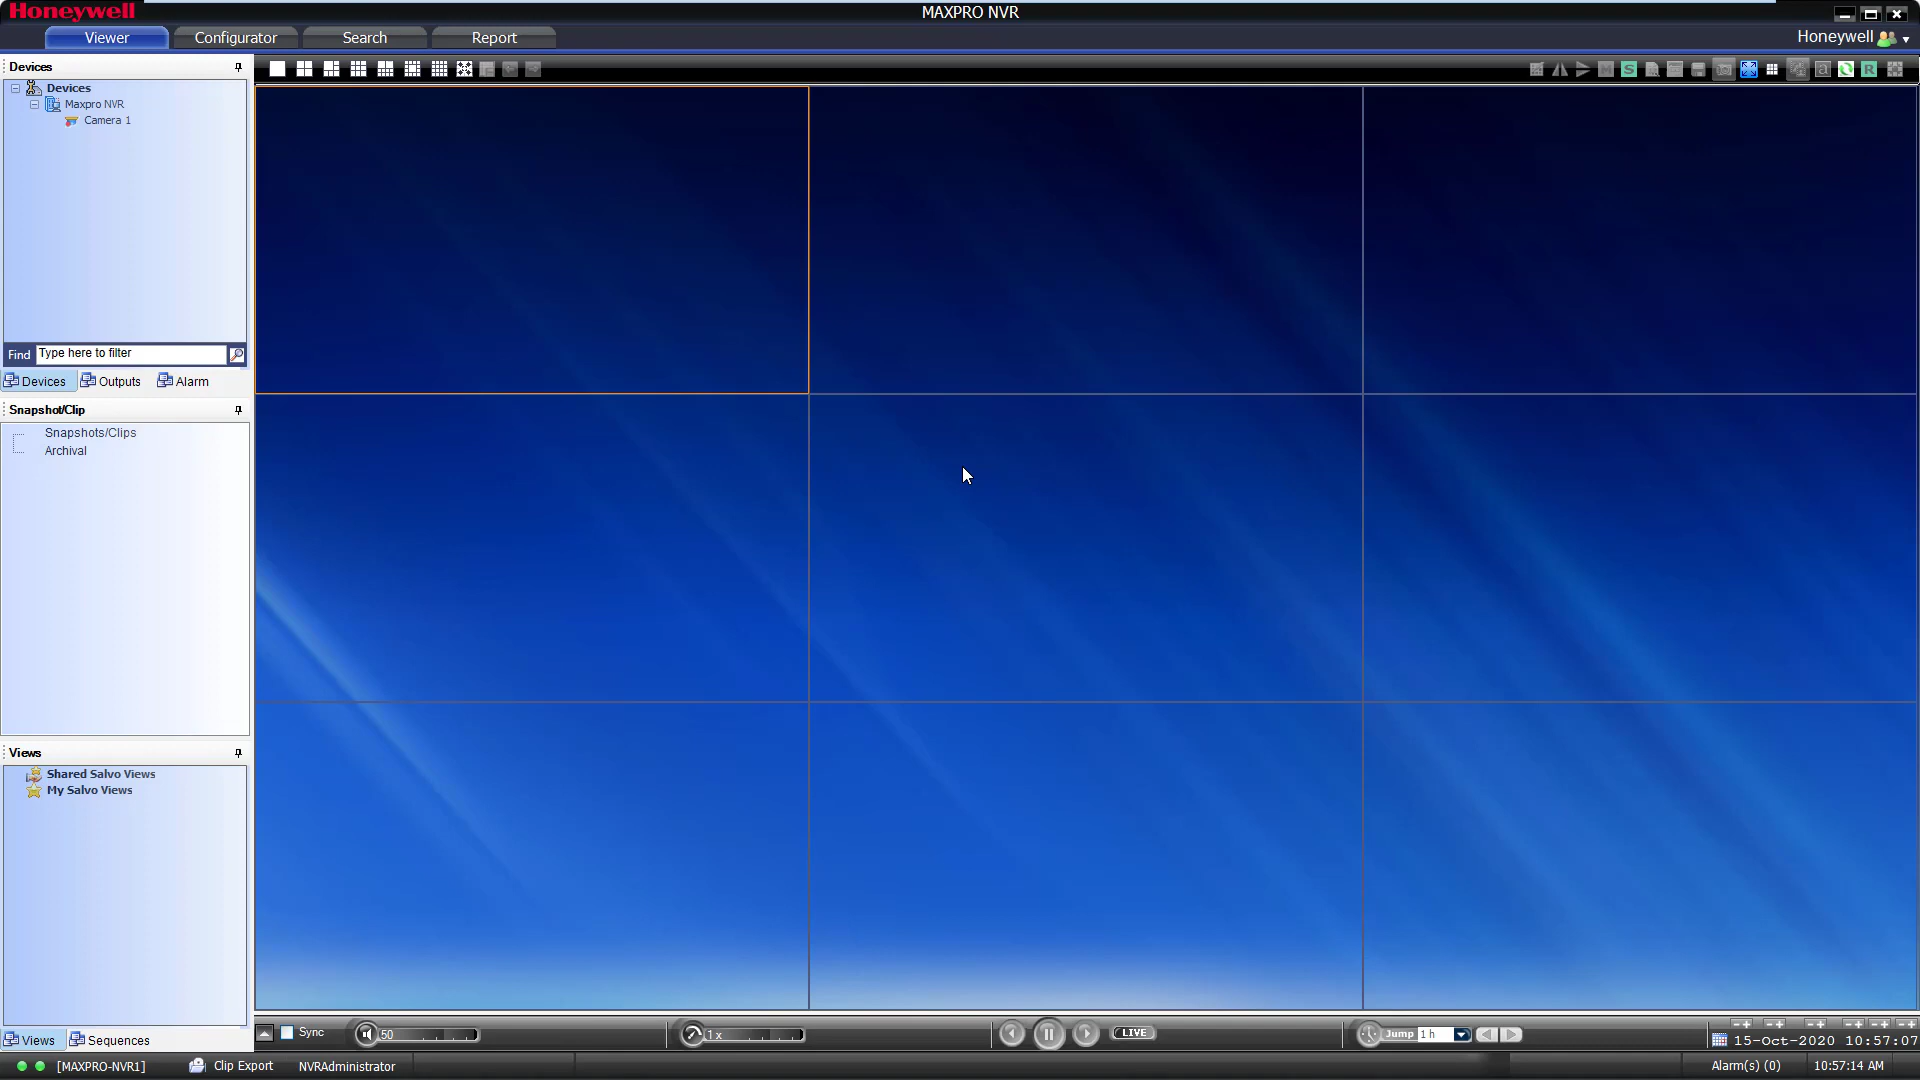 Honeywell
MAXPRO NVR
Viewer
Configurator
Search
Report
Honeywell
Devices
Devices
Maxpro NVR
Camera 1
Find
Type here to filter
Devices
Outputs
Alarm
Snapshot/Clip
Snapshots/Clips
Archival
Views
Shared Salvo Views
My Salvo Views
Views
Sequences
M
S
a
R
Sync
50
1 x
LIVE
Jump
1 h
15-Oct-2020 10:57:07
[MAXPRO-NVR1]
Clip Export
NVRAdministrator
Alarm(s) (0)
10:57:14 AM